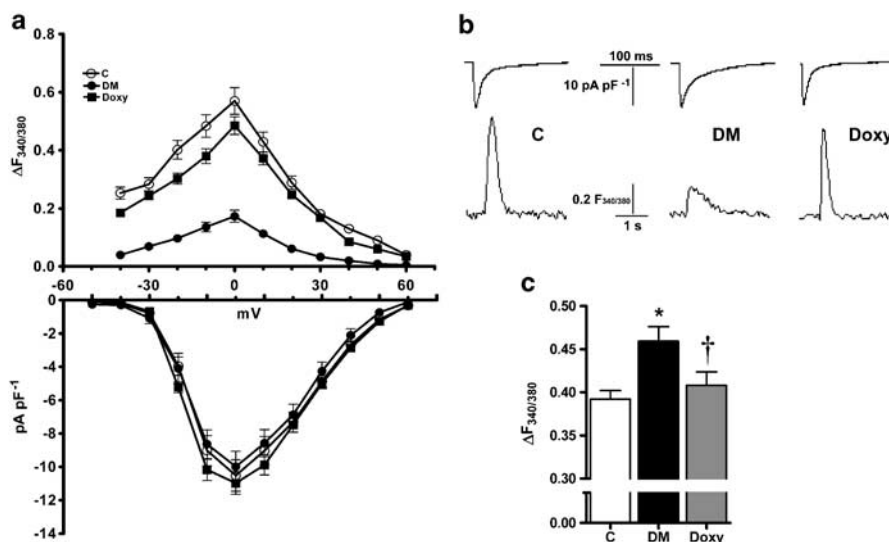 a
0.8
C
DM
Doxy
0.6
0.4
0.2
0.0
ΔF340/380
-60 -30 0 30 60
mV
0
-2
-4
-6
-8
-10
-12
-14
pA pF-1
b
100 ms
10 pA pF-1
C DM Doxy
0.2 F340/380
1 s
c
0.50
0.45
0.40
0.35
0.30
0.00
ΔF340/380
*
†
C DM Doxy